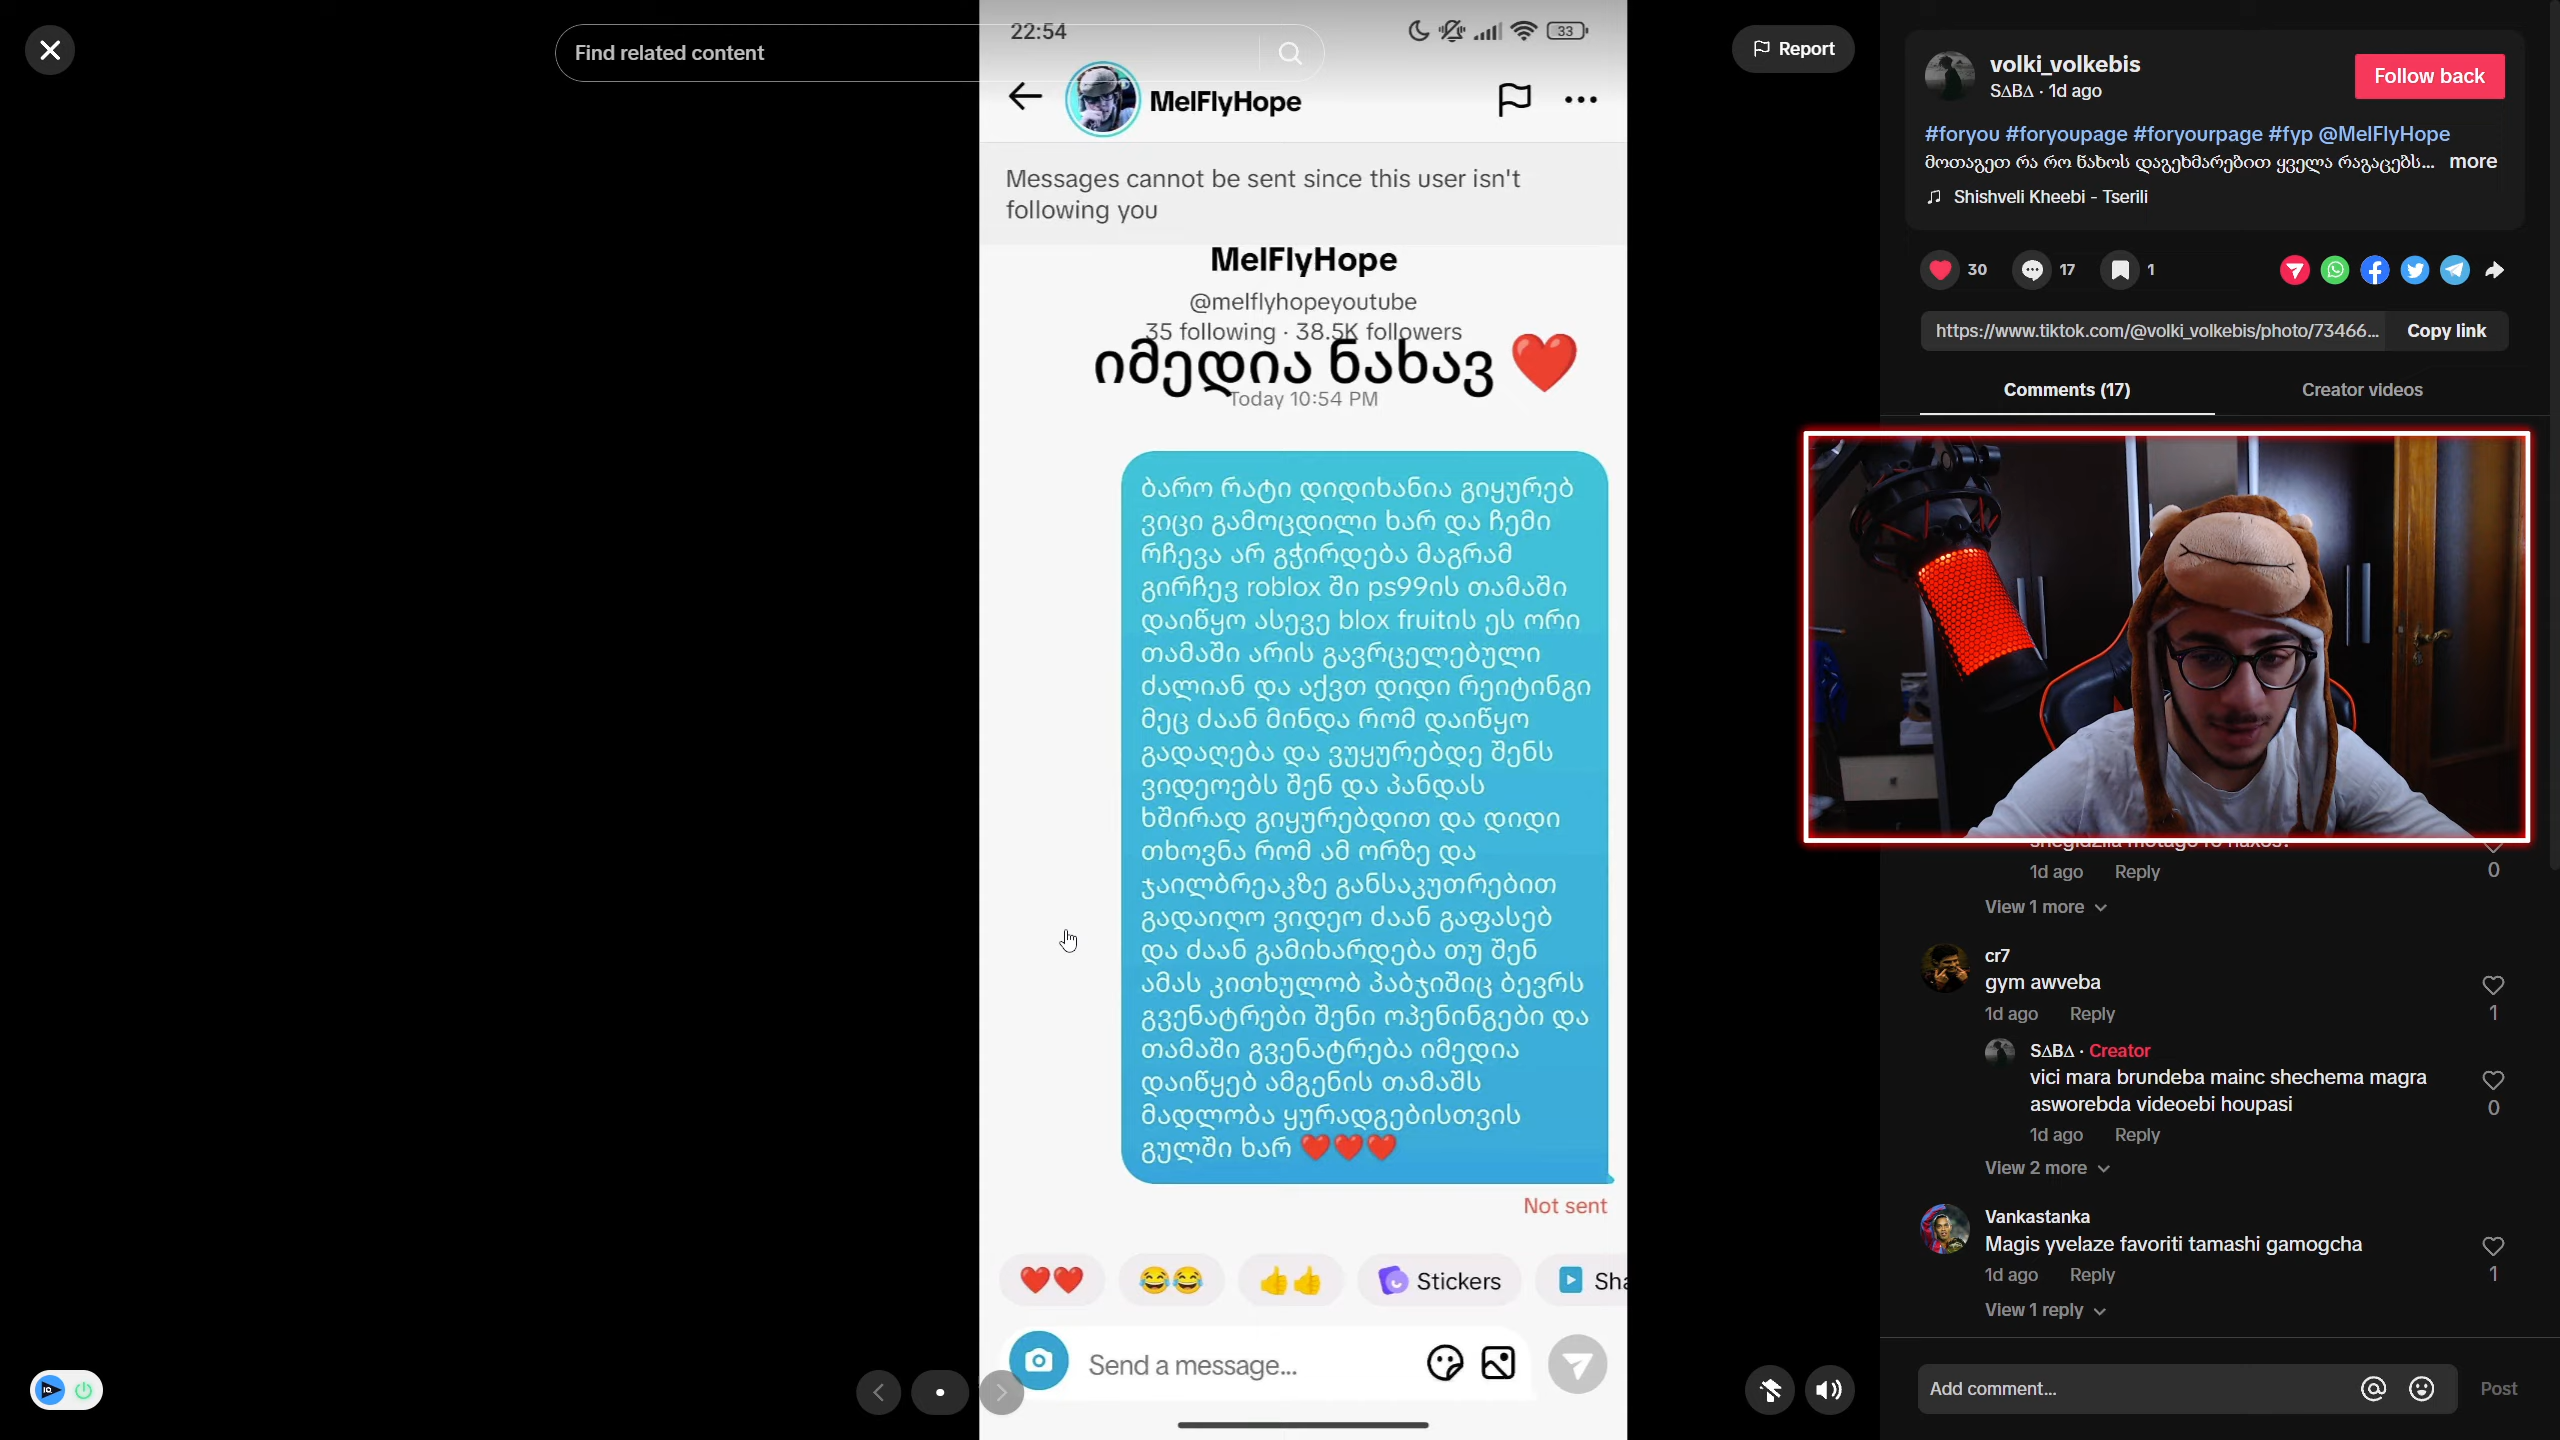 Find related content
22:54
33
MelFlyHope
Messages cannot be sent since this user isn't
following you
MelFlyHope
@melflyhopeyoutube
35 following · 38.5K followers
იმედია ნახავ ❤️
Today 10:54 PM
ბარო რატი დიდიხანია გიყურებ
ვიცი გამოცდილი ხარ და ჩემი
რჩევა არ გჭირდება მაგრამ
გირჩევ roblox ში ps99ის თამაში
დაიწყო ასევე blox fruitის ეს ორი
თამაში არის გავრცელებული
ძალიან და აქვთ დიდი რეიტინგი
მეც ძაან მინდა რომ დაიწყო
გადაღება და ვუყურებდე შენს
ვიდეოებს შენ და პანდას
ხშირად გიყურებდით და დიდი
თხოვნა რომ ამ ორზე და
ჯაილბრეაკზე განსაკუთრებით
გადაიღო ვიდეო ძაან გაფასებ
და ძაან გამიხარდება თუ შენ
ამას კითხულობ პაბჯიშიც ბევრს
გვენატრები შენი ოპენინგები და
თამაში გვენატრება იმედია
დაიწყებ ამგენის თამაშს
მადლობა ყურადგებისთვის
გულში ხარ ❤️❤️❤️
Not sent
❤️❤️
😂😂
👍👍
Stickers
Sha
Send a message...
Report
volki_volkebis
SΔBΔ · 1d ago
Follow back
#foryou #foryoupage #foryourpage #fyp @MelFlyHope
მოთაგეთ რა რო ნახოს დაგეხმარებით ყველა რაგაცებს... more
Shishveli Kheebi - Tserili
30
17
1
https://www.tiktok.com/@volki_volkebis/photo/73466...
Copy link
Comments (17)
Creator videos
1d ago Reply
0
View 1 more
cr7
gym awveba
1d ago Reply
1
SΔBΔ · Creator
vici mara brundeba mainc shechema magra
asworebda videoebi houpasi
0
1d ago Reply
View 2 more
Vankastanka
Magis yvelaze favoriti tamashi gamogcha
1d ago Reply
1
View 1 reply
Add comment...
Post